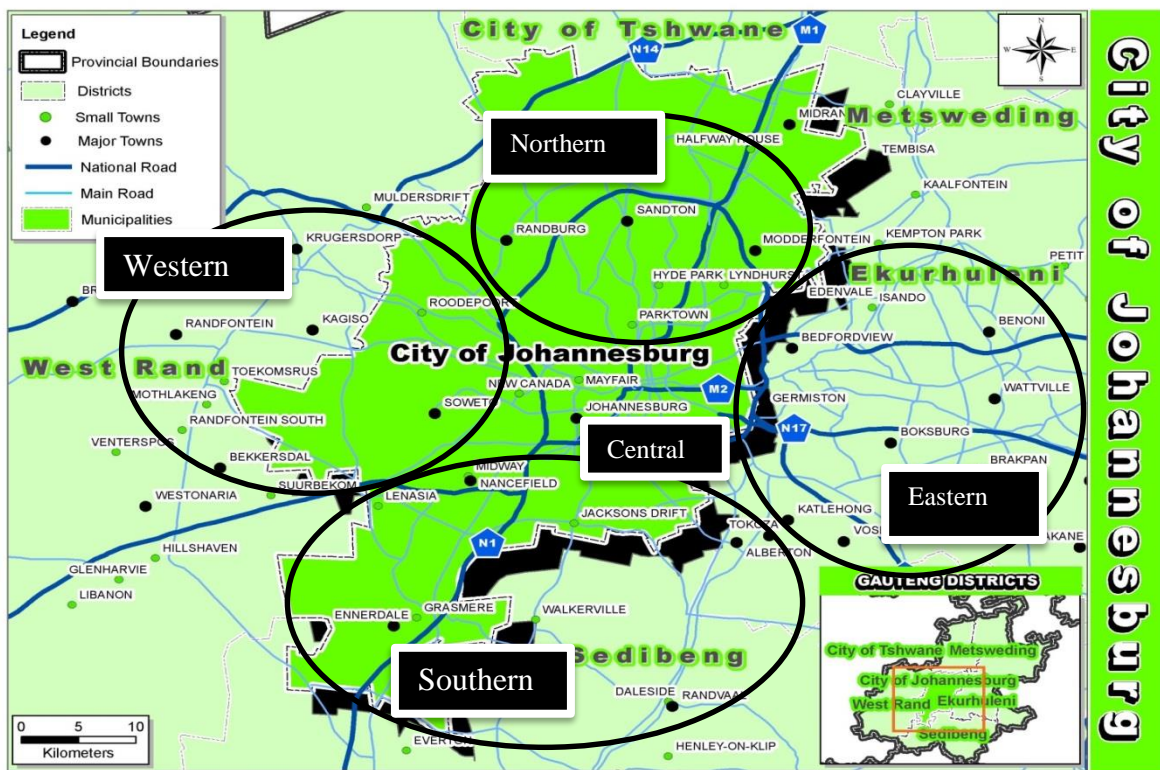 Legend
Provincial Boundaries
Districts
Small Towns
Major Towns
National Road
Main Road
Municipalities
City of Tshwane
M1
N14
N
W E
S
City of Johannesburg
CLAYVILLE
MIDRAN
Metsweding
Northern
HALFWAY HOUSE
TEMBISA
KAALFONTEIN
MULDERSDRIFT
SANDTON
RANDBURG
KRUGERSDORP
MODDERFONTEIN
KEMPTON PARK
PETIT
Western
HYDE PARK
LYNDHURST
Ekurhuleni
EDENVALE
ISANDO
BR
ROODEPOORT
RANDFONTEIN
KAGISO
PARKTOWN
BENONI
BEDFORDVIEW
City of Johannesburg
West Rand
TOEKOMSRUS
NEW CANADA
MAYFAIR
M2
WATTVILLE
MOTHLAKENG
GERMISTON
SOWETO
JOHANNESBURG
RANDFONTEIN SOUTH
N17
VENTERSPOS
BOKSBURG
Central
BEKKERSDAL
MIDWAY
BRAKPAN
NANCEFIELD
SUURBEKOM
WESTONARIA
LENASIA
Eastern
JACKSONS DRIFT
KATLEHONG
TOKOZA
N1
VOS
AKANE
ALBERTON
HILLSHAVEN
GLENHARVIE
LIBANON
GAUTENG DISTRICTS
ENNERDALE
GRASMERE
WALKERVILLE
City of Tshwane
Metsweding
Sedibeng
City of Johannesburg
Southern
DALESIDE
RANDVAAL
West Rand
Ekurhuleni
Sedibeng
0 5 10
Kilometers
EVERTON
HENLEY-ON-KLIP